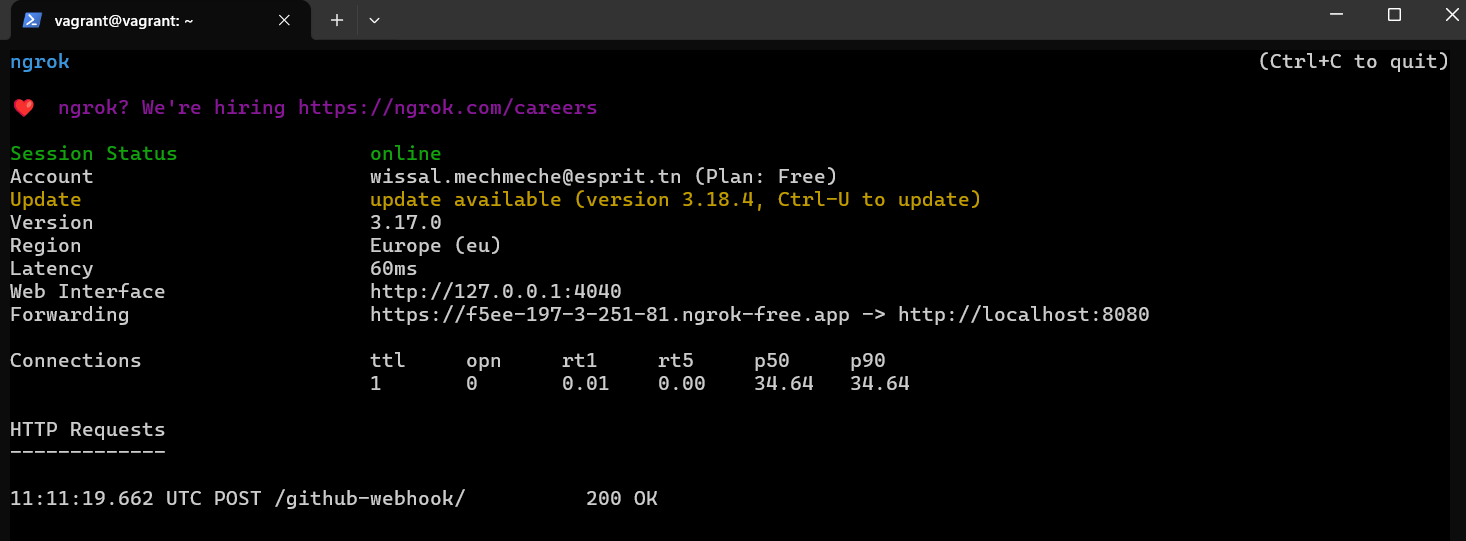 vagrant@vagrant: ~
ngrok (Ctrl+C to quit)
❤️ ngrok? We're hiring https://ngrok.com/careers
Session Status online
Account wissal.mechmeche@esprit.tn (Plan: Free)
Update update available (version 3.18.4, Ctrl-U to update)
Version 3.17.0
Region Europe (eu)
Latency 60ms
Web Interface http://127.0.0.1:4040
Forwarding https://f5ee-197-3-251-81.ngrok-free.app -> http://localhost:8080
Connections ttl opn rt1 rt5 p50 p90
1 0 0.01 0.00 34.64 34.64
HTTP Requests
-------------
11:11:19.662 UTC POST /github-webhook/ 200 OK